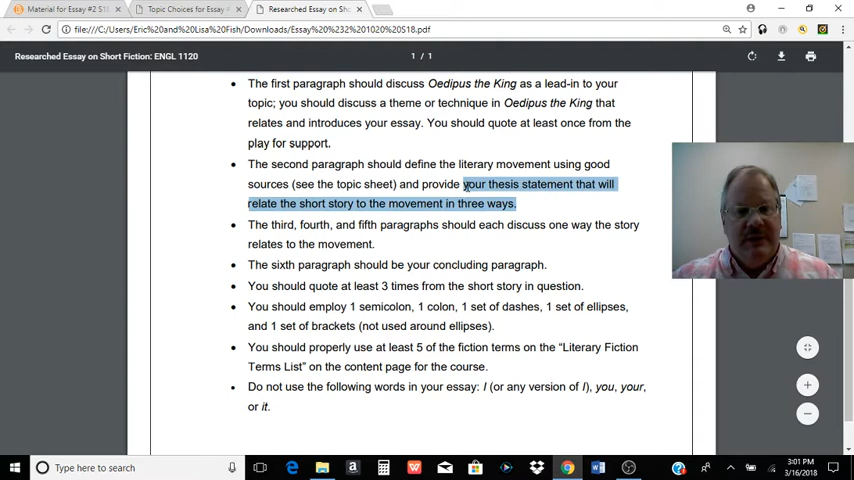 Material for Essay #2 S18
Topic Choices for Essay #
Researched Essay on Shor
file:///C:/Users/Eric%20and%20Lisa%20Fish/Downloads/Essay%20%232%201020%20S18.pdf
Researched Essay on Short Fiction: ENGL 1120
1 / 1
The first paragraph should discuss Oedipus the King as a lead-in to your
topic; you should discuss a theme or technique in Oedipus the King that
relates and introduces your essay. You should quote at least once from the
play for support.
The second paragraph should define the literary movement using good
sources (see the topic sheet) and provide your thesis statement that will
relate the short story to the movement in three ways.
The third, fourth, and fifth paragraphs should each discuss one way the story
relates to the movement.
The sixth paragraph should be your concluding paragraph.
You should quote at least 3 times from the short story in question.
You should employ 1 semicolon, 1 colon, 1 set of dashes, 1 set of ellipses,
and 1 set of brackets (not used around ellipses).
You should properly use at least 5 of the fiction terms on the “Literary Fiction
Terms List” on the content page for the course.
Do not use the following words in your essay: I (or any version of I), you, your,
or it.
Type here to search
3:01 PM
3/16/2018